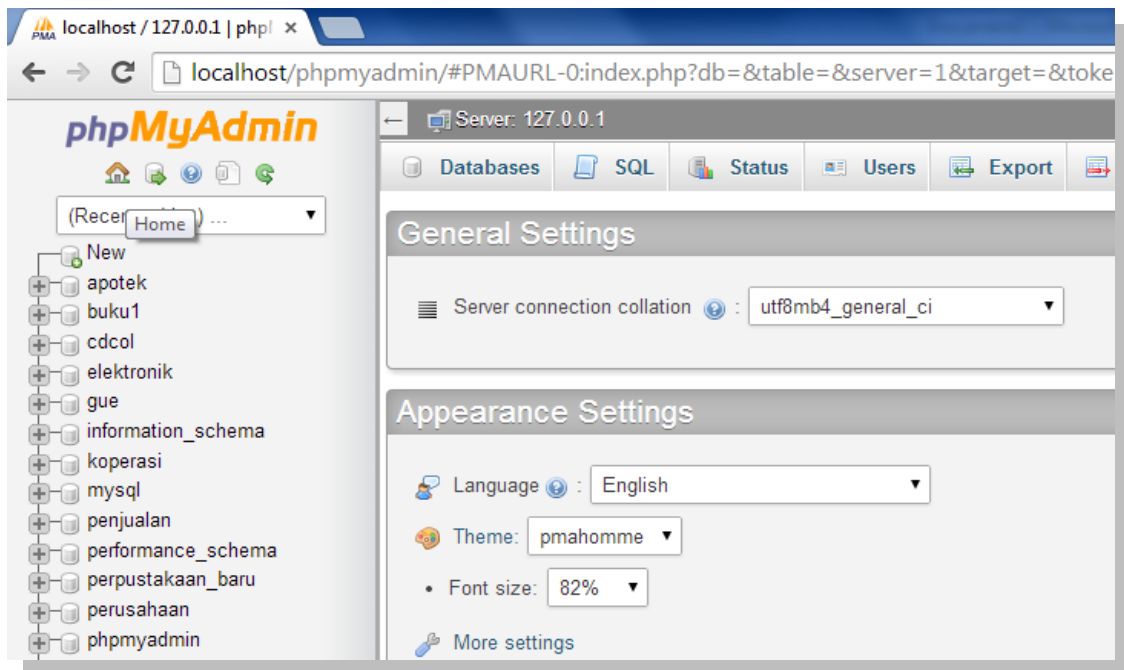 localhost / 127.0.0.1 | phpl
localhost/phpmyadmin/#PMAURL-0:index.php?db=&table=&server=1&target=&toke
phpMyAdmin
Server: 127.0.0.1
Databases SQL Status Users Export
(Recen ...
Home
New
apotek
buku1
cdcol
elektronik
gue
information_schema
koperasi
mysql
penjualan
performance_schema
perpustakaan_baru
perusahaan
phpmyadmin
General Settings
Server connection collation : utf8mb4_general_ci
Appearance Settings
Language : English
Theme: pmahomme
• Font size: 82%
More settings